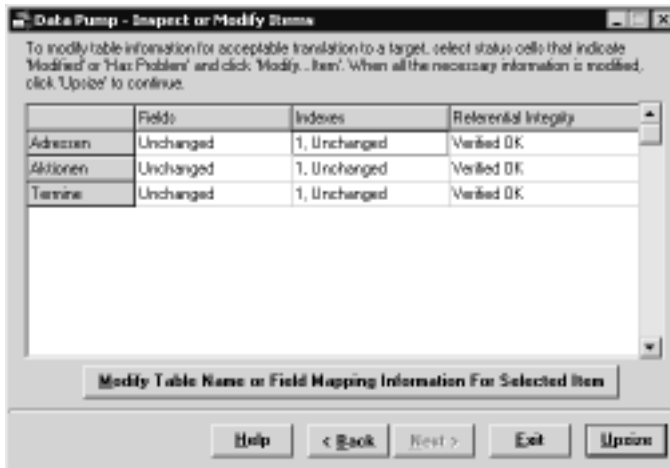 Data Pump - Inspect or Modify Items
To modify table information for acceptable translation to a target, select status cells that indicate
'Modified' or 'Has Problem' and click 'Modify...Item'. When all the necessary information is modified,
click 'Upsize' to continue.
Fields Indexes Referential Integrity
Adressen Unchanged 1, Unchanged Verified OK
Aktionen Unchanged 1, Unchanged Verified OK
Termine Unchanged 1, Unchanged Verified OK
Modify Table Name or Field Mapping Information For Selected Item
Help < Back Next > Exit Upsize